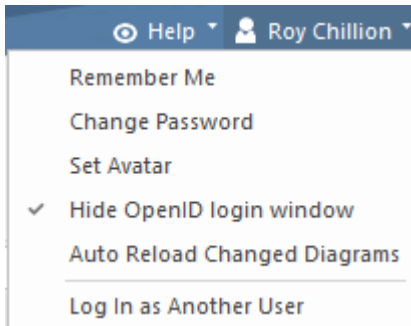 Help Roy Chillion
Remember Me
Change Password
Set Avatar
Hide OpenID login window
Auto Reload Changed Diagrams
Log In as Another User